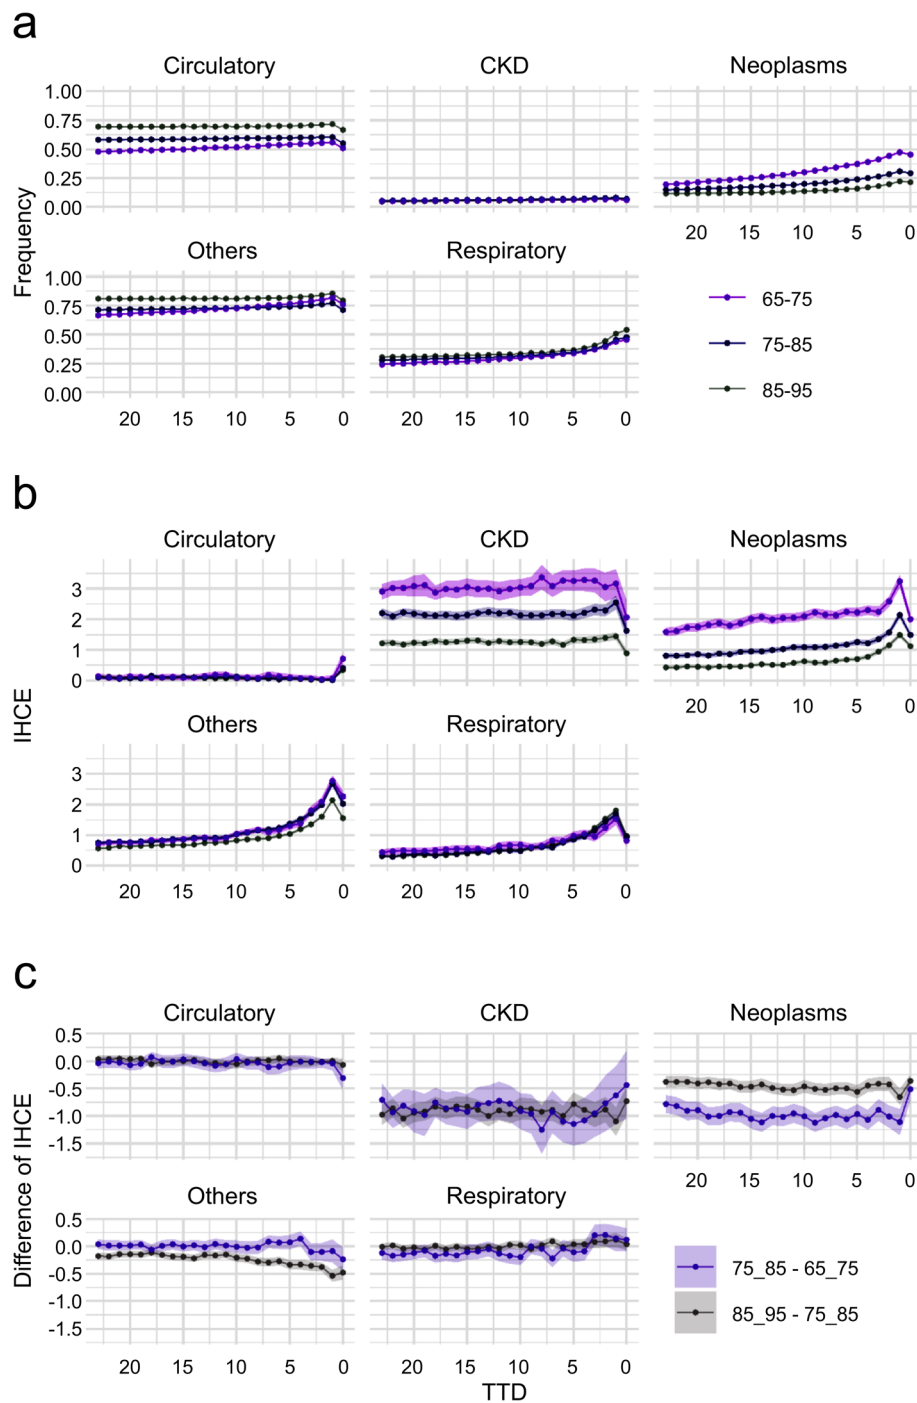 a
Circulatory CKD Neoplasms
1.00
0.75
0.50
0.25
0.00
20 15 10 5 0
Others Respiratory
1.00
0.75
0.50
0.25
0.00
20 15 10 5 0 20 15 10 5 0
Frequency
65-75
75-85
85-95
b
Circulatory CKD Neoplasms
3
2
1
0
20 15 10 5 0
Others Respiratory
3
2
1
0
20 15 10 5 0 20 15 10 5 0
IHCE
c
Circulatory CKD Neoplasms
0.5
0.0
-0.5
-1.0
-1.5
20 15 10 5 0
Others Respiratory
0.5
0.0
-0.5
-1.0
-1.5
20 15 10 5 0 20 15 10 5 0
Difference of IHCE
TTD
75_85 - 65_75
85_95 - 75_85